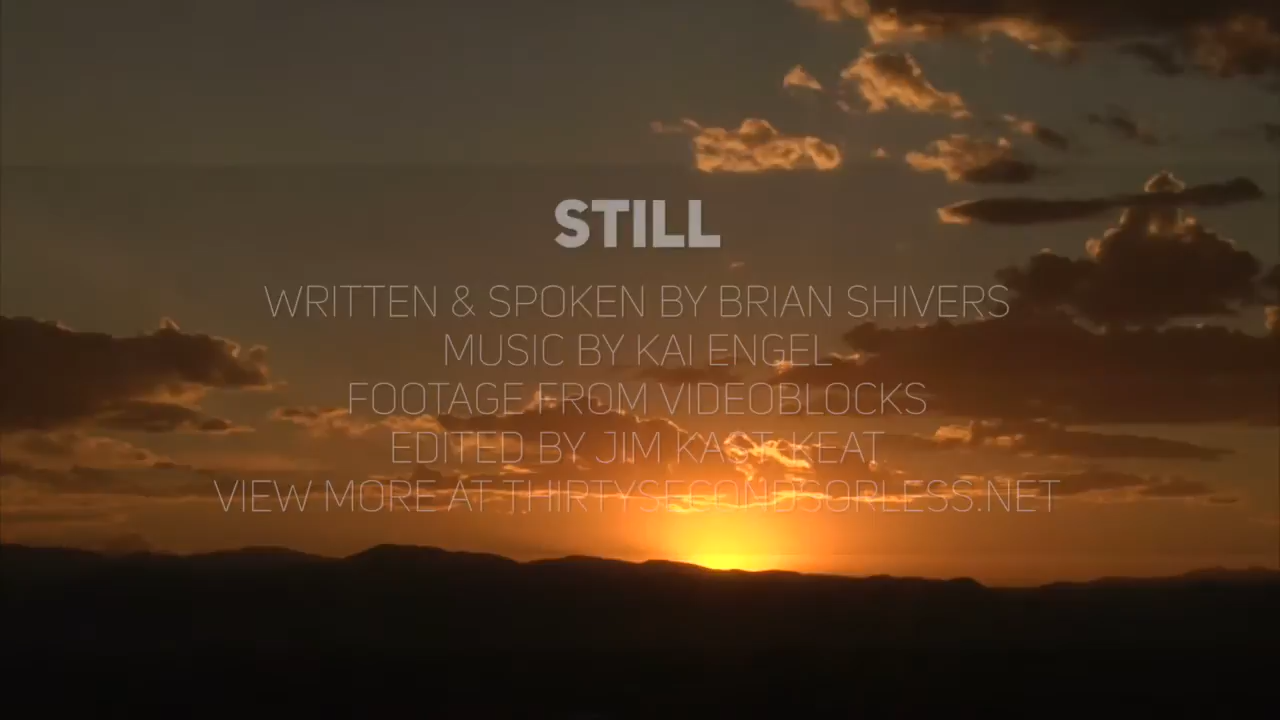 STILL
WRITTEN & SPOKEN BY BRIAN SHIVERS
MUSIC BY KAI ENGEL
FOOTAGE FROM VIDEOBLOCKS
EDITED BY JIM KAST-KEAT
VIEW MORE AT THIRTYSECONDSORLESS.NET